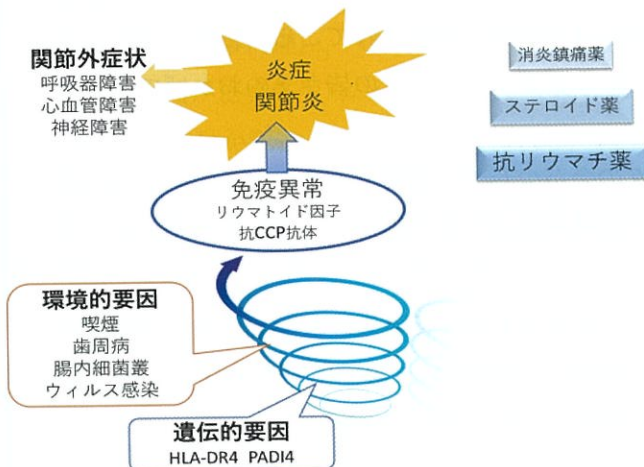 関節外症状
呼吸器障害
心血管障害
神経障害
炎症
関節炎
消炎鎮痛薬
ステロイド薬
抗リウマチ薬
免疫異常
リウマトイド因子
抗CCP抗体
環境的要因
喫煙
歯周病
腸内細菌叢
ウィルス感染
遺伝的要因
HLA-DR4 PADI4